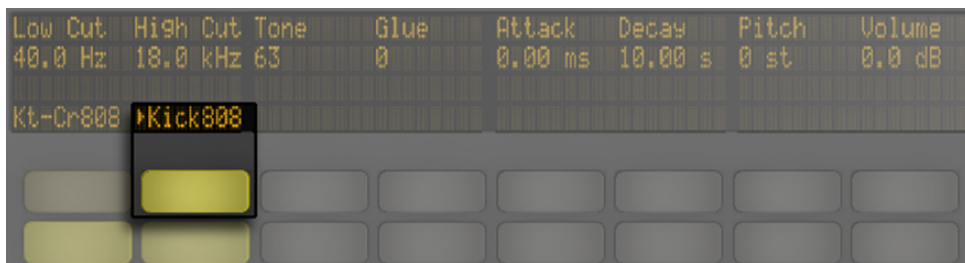 Low Cut High Cut Tone Glue Attack Decay Pitch Volume
40.0 Hz 18.0 kHz 63 0 0.00 ms 10.00 s 0 st 0.0 dB
Kt-Cr808 ▶Kick808